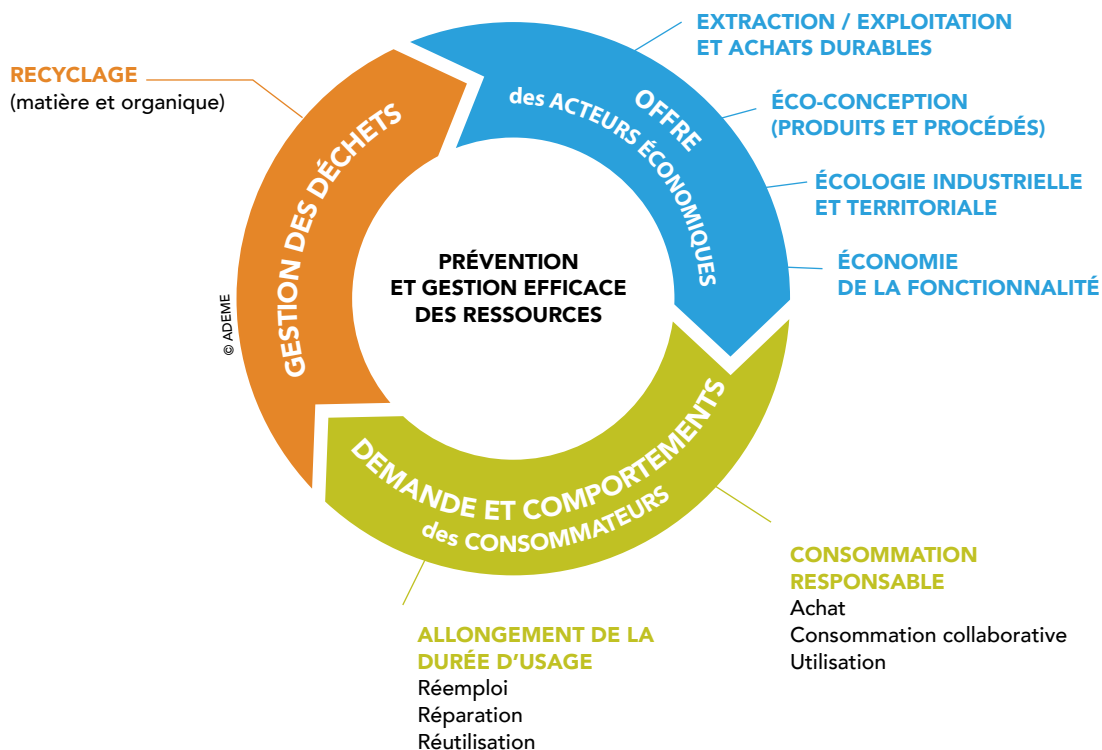 EXTRACTION / EXPLOITATION
ET ACHATS DURABLES
RECYCLAGE
(matière et organique)
OFFRE
des ACTEURS ÉCONOMIQUES
ÉCO-CONCEPTION
(PRODUITS ET PROCÉDÉS)
ÉCOLOGIE INDUSTRIELLE
ET TERRITORIALE
ÉCONOMIE
DE LA FONCTIONNALITÉ
GESTION DES DÉCHETS
PRÉVENTION
ET GESTION EFFICACE
DES RESSOURCES
© ADEME
DEMANDE ET COMPORTEMENTS
des CONSOMMATEURS
CONSOMMATION
RESPONSABLE
Achat
Consommation collaborative
Utilisation
ALLONGEMENT DE LA
DURÉE D'USAGE
Réemploi
Réparation
Réutilisation